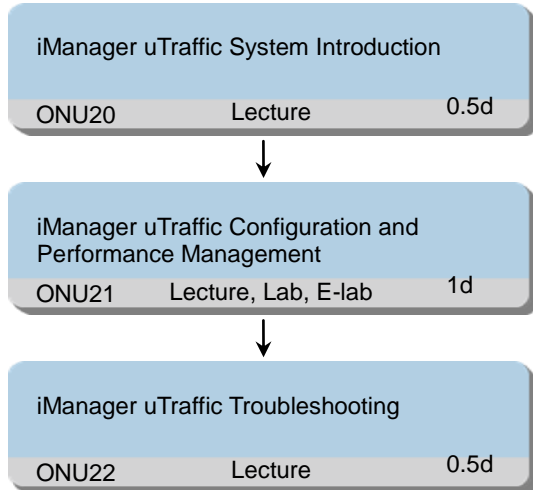 iManager uTraffic System Introduction
ONU20 Lecture 0.5d
iManager uTraffic Configuration and
Performance Management
ONU21 Lecture, Lab, E-lab 1d
iManager uTraffic Troubleshooting
ONU22 Lecture 0.5d